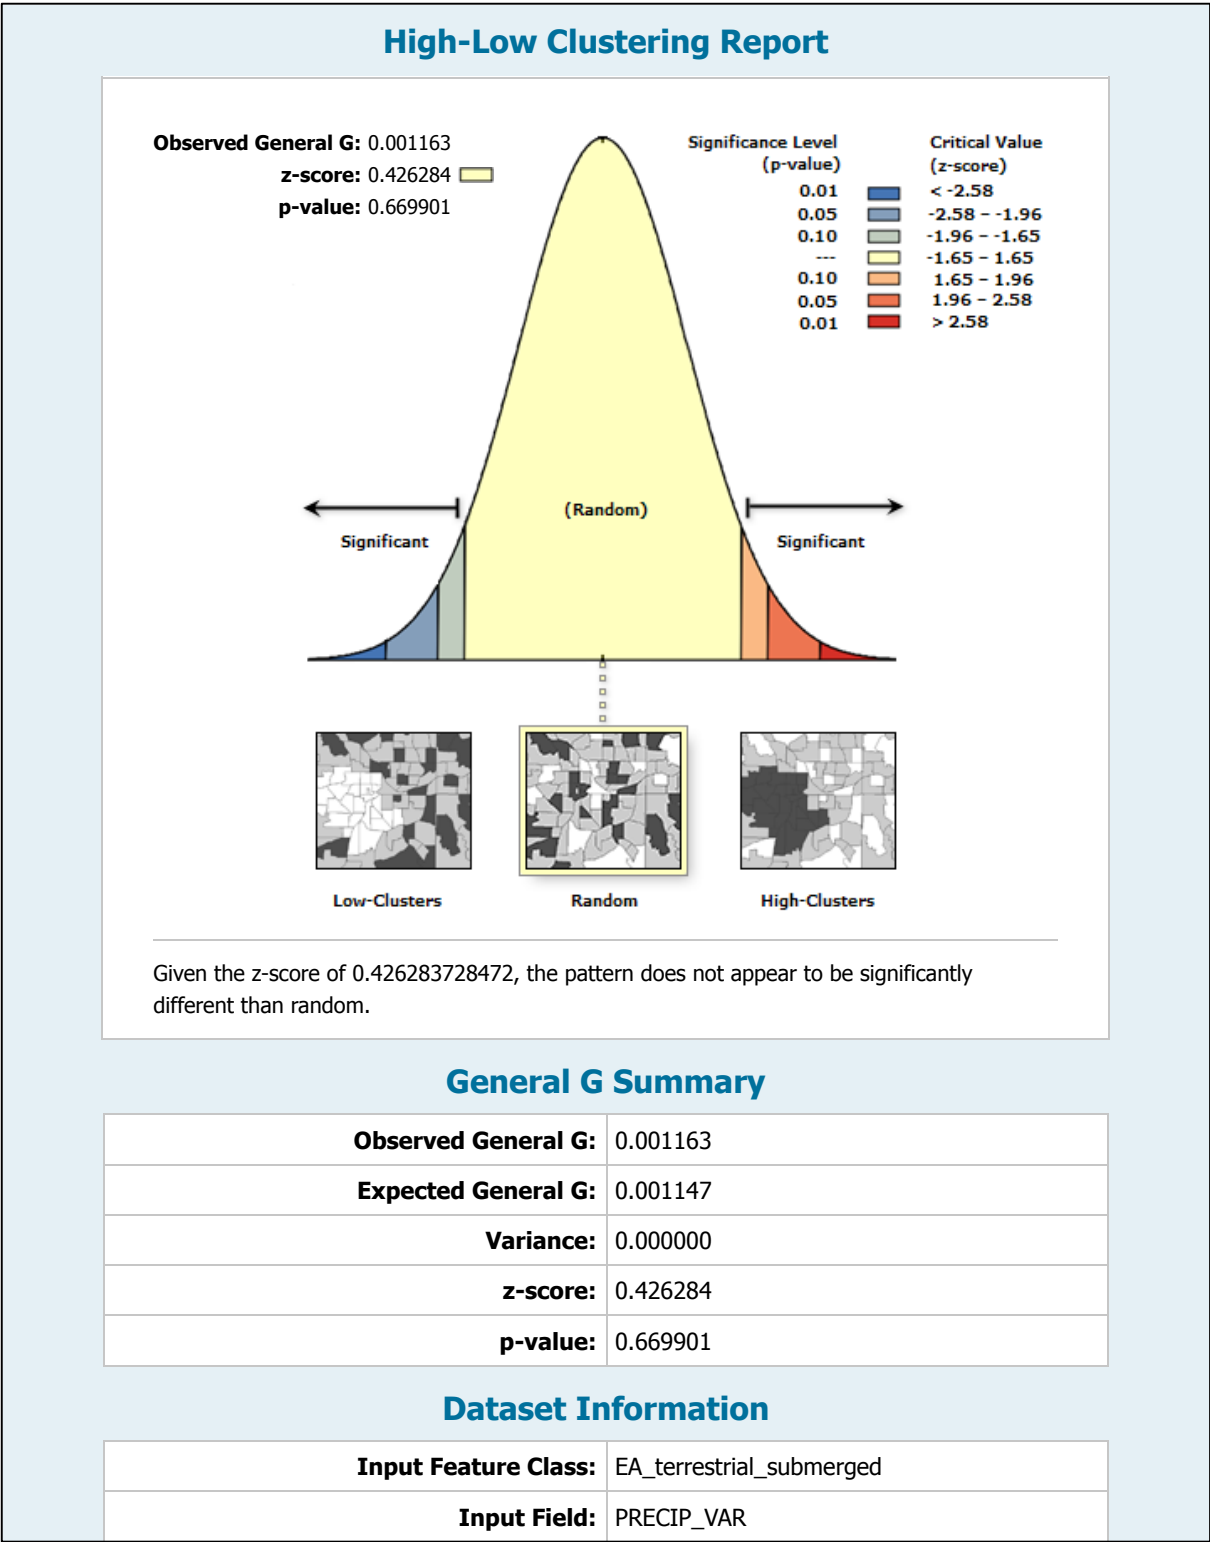 High-Low Clustering Report
Observed General G: 0.001163
z-score: 0.426284
p-value: 0.669901
Significance Level Critical Value
(p-value) (z-score)
0.01 < -2.58
0.05 -2.58 – -1.96
0.10 -1.96 – -1.65
--- -1.65 – 1.65
0.10 1.65 – 1.96
0.05 1.96 – 2.58
0.01 > 2.58
(Random)
Significant Significant
Low-Clusters Random High-Clusters
Given the z-score of 0.426283728472, the pattern does not appear to be significantly
different than random.
General G Summary
Observed General G: 0.001163
Expected General G: 0.001147
Variance: 0.000000
z-score: 0.426284
p-value: 0.669901
Dataset Information
Input Feature Class: EA_terrestrial_submerged
Input Field: PRECIP_VAR